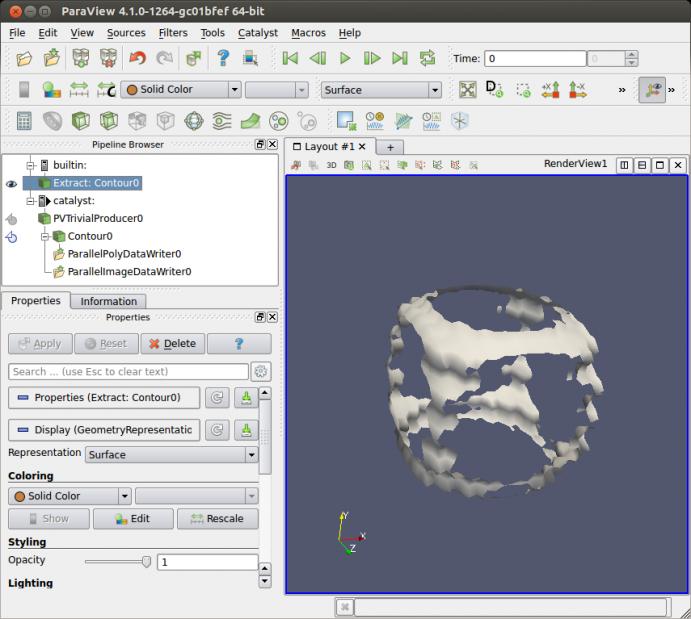 ParaView 4.1.0-1264-gc01bfef 64-bit
File Edit View Sources Filters Tools Catalyst Macros Help
Time: 0 0
Solid Color Surface » »
Pipeline Browser
builtin:
Extract: Contour0
catalyst:
PVTrivialProducer0
Contour0
ParallelPolyDataWriter0
ParallelImageDataWriter0
Properties Information
Properties
Apply Reset Delete ?
Search ... (use Esc to clear text)
Properties (Extract: Contour0)
Display (GeometryRepresentatic
Representation Surface
Coloring
Solid Color
Show Edit Rescale
Styling
Opacity 1
Lighting
Layout #1 +
3D RenderView1
Y
X
Z